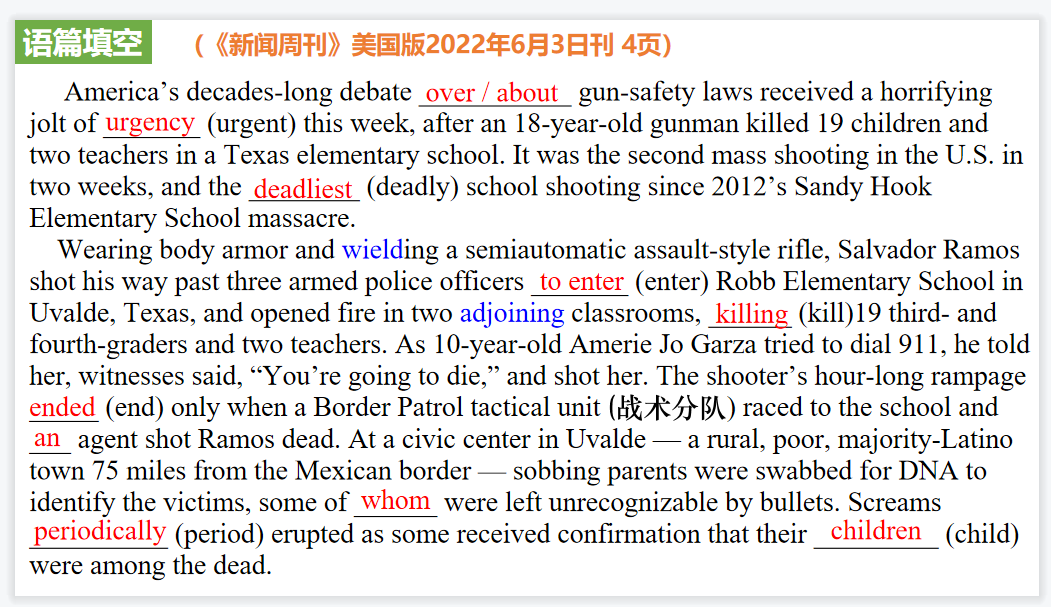 语篇填空 (《新闻周刊》美国版2022年6月3日刊 4页)
America’s decades-long debate over / about gun-safety laws received a horrifying
jolt of urgency (urgent) this week, after an 18-year-old gunman killed 19 children and
two teachers in a Texas elementary school. It was the second mass shooting in the U.S. in
two weeks, and the deadliest (deadly) school shooting since 2012’s Sandy Hook
Elementary School massacre.
Wearing body armor and wielding a semiautomatic assault-style rifle, Salvador Ramos
shot his way past three armed police officers to enter (enter) Robb Elementary School in
Uvalde, Texas, and opened fire in two adjoining classrooms, killing (kill)19 third- and
fourth-graders and two teachers. As 10-year-old Amerie Jo Garza tried to dial 911, he told
her, witnesses said, “You’re going to die,” and shot her. The shooter’s hour-long rampage
ended (end) only when a Border Patrol tactical unit (战术分队) raced to the school and
an agent shot Ramos dead. At a civic center in Uvalde — a rural, poor, majority-Latino
town 75 miles from the Mexican border — sobbing parents were swabbed for DNA to
identify the victims, some of whom were left unrecognizable by bullets. Screams
periodically (period) erupted as some received confirmation that their children (child)
were among the dead.